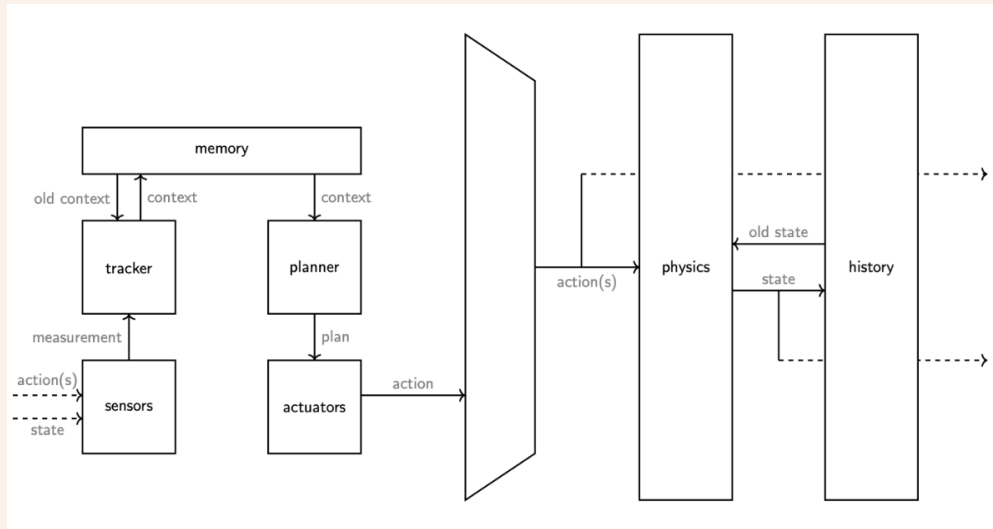 memory
old context
context
context
tracker
planner
measurement
plan
action(s)
state
sensors
actuators
action
action(s)
physics
old state
state
history